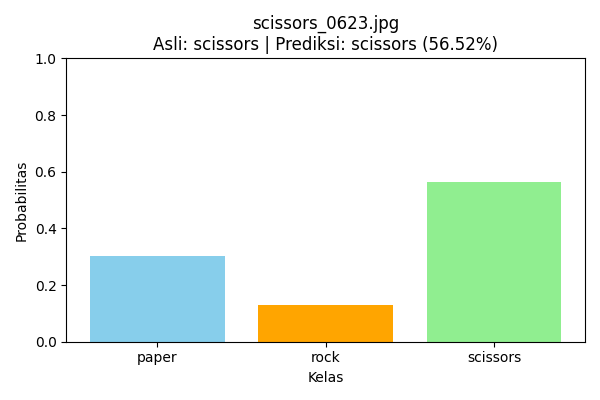 scissors_0623.jpg
Asli: scissors | Prediksi: scissors (56.52%)
1.0
0.8
0.6
0.4
0.2
0.0
Probabilitas
paper
rock
scissors
Kelas